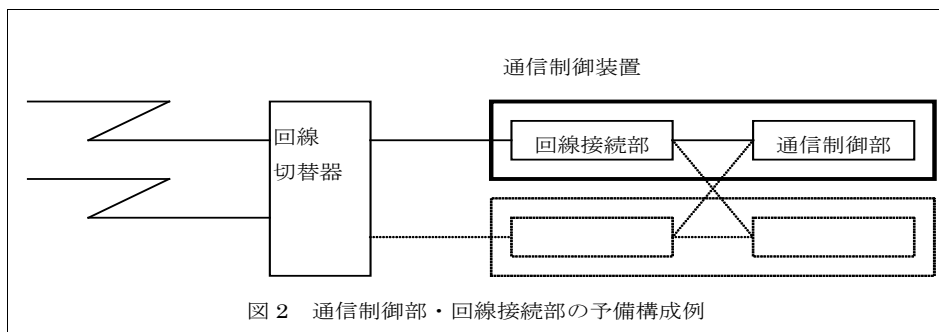 通信制御装置
回線
切替器
回線接続部
通信制御部
図2 通信制御部・回線接続部の予備構成例